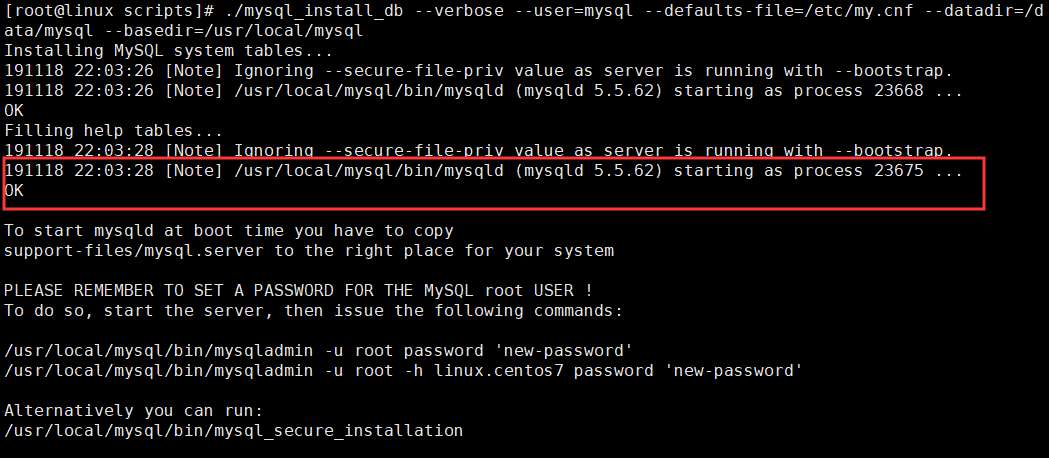 [root@linux scripts]# ./mysql_install_db --verbose --user=mysql --defaults-file=/etc/my.cnf --datadir=/d
ata/mysql --basedir=/usr/local/mysql
Installing MySQL system tables...
191118 22:03:26 [Note] Ignoring --secure-file-priv value as server is running with --bootstrap.
191118 22:03:26 [Note] /usr/local/mysql/bin/mysqld (mysqld 5.5.62) starting as process 23668 ...
OK
Filling help tables...
191118 22:03:28 [Note] Ignoring --secure-file-priv value as server is running with --bootstrap.
191118 22:03:28 [Note] /usr/local/mysql/bin/mysqld (mysqld 5.5.62) starting as process 23675 ...
OK
To start mysqld at boot time you have to copy
support-files/mysql.server to the right place for your system
PLEASE REMEMBER TO SET A PASSWORD FOR THE MySQL root USER !
To do so, start the server, then issue the following commands:
/usr/local/mysql/bin/mysqladmin -u root password 'new-password'
/usr/local/mysql/bin/mysqladmin -u root -h linux.centos7 password 'new-password'
Alternatively you can run:
/usr/local/mysql/bin/mysql_secure_installation